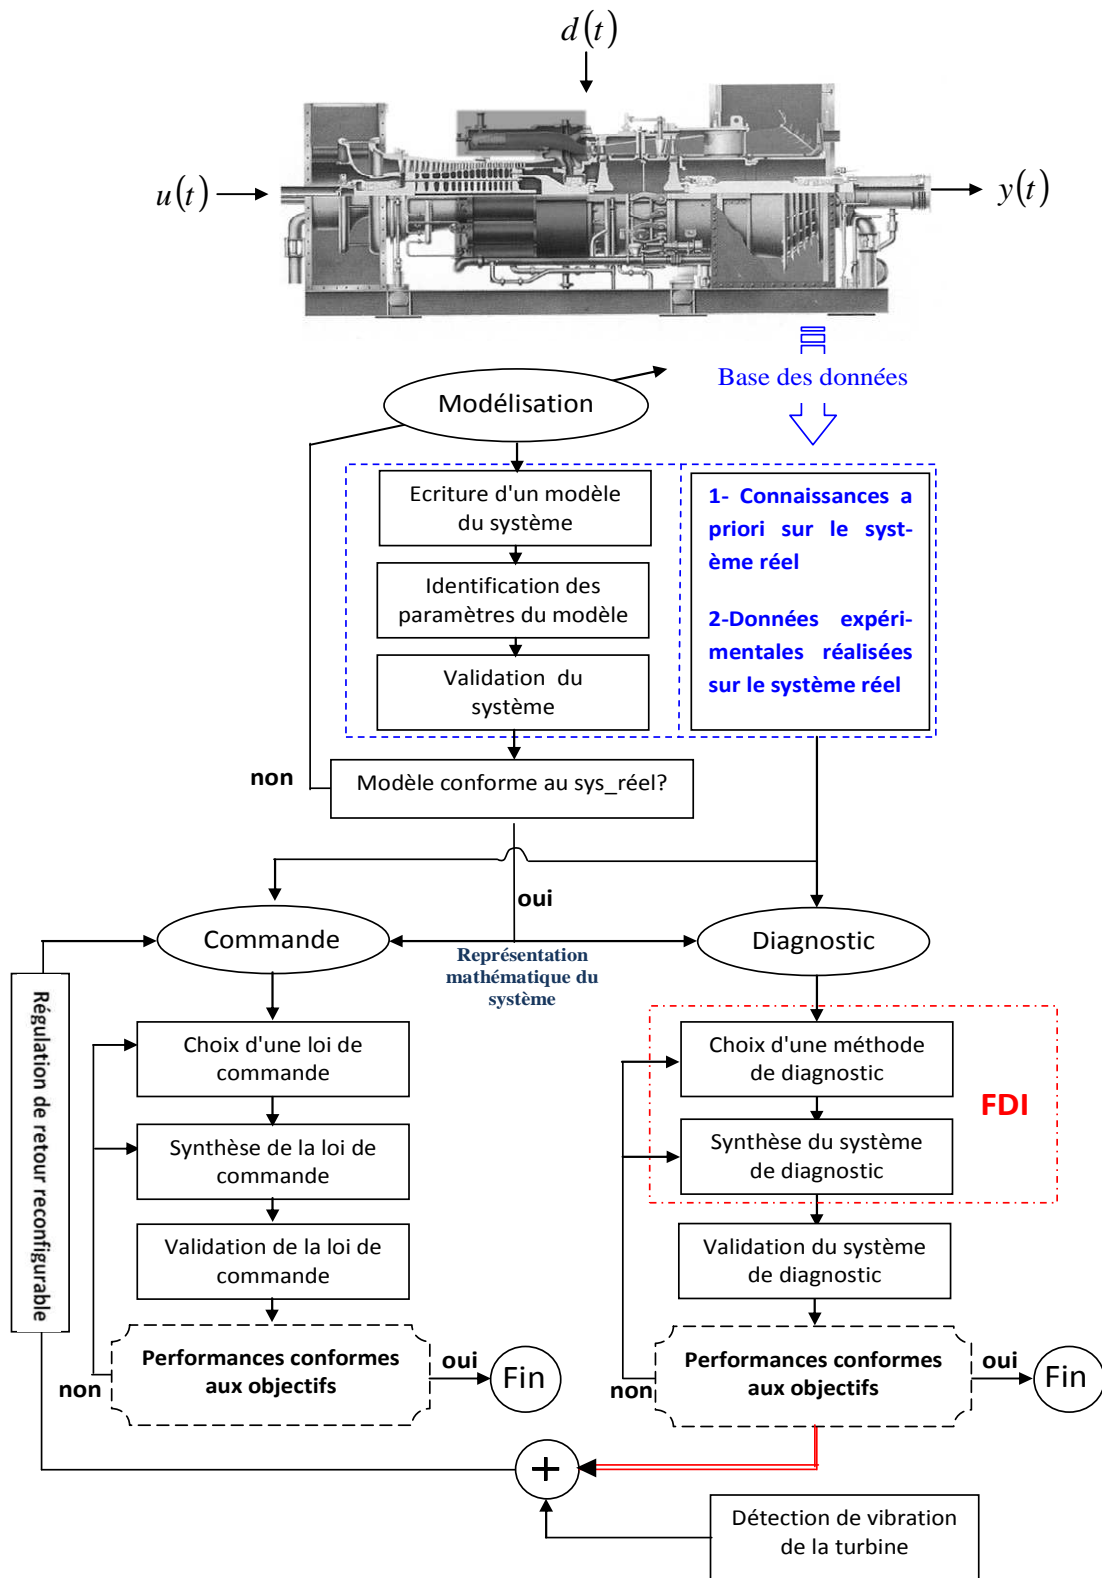 d(t)
u(t)
y(t)
Base des données
Modélisation
Ecriture d'un modèle
du système
1- Connaissances a
priori sur le syst-
ème réel
Identification des
paramètres du modèle
2-Données expéri-
mentales réalisées
sur le système réel
Validation du
système
non
Modèle conforme au sys_réel?
oui
Commande
Diagnostic
Représentation
mathématique du
système
Régulation de retour reconfigurable
Choix d'une loi de
commande
Choix d'une méthode
de diagnostic
FDI
Synthèse de la loi de
commande
Synthèse du système
de diagnostic
Validation de la loi de
commande
Validation du système
de diagnostic
Performances conformes
aux objectifs
non
oui
Fin
Performances conformes
aux objectifs
non
oui
Fin
+
Détection de vibration
de la turbine